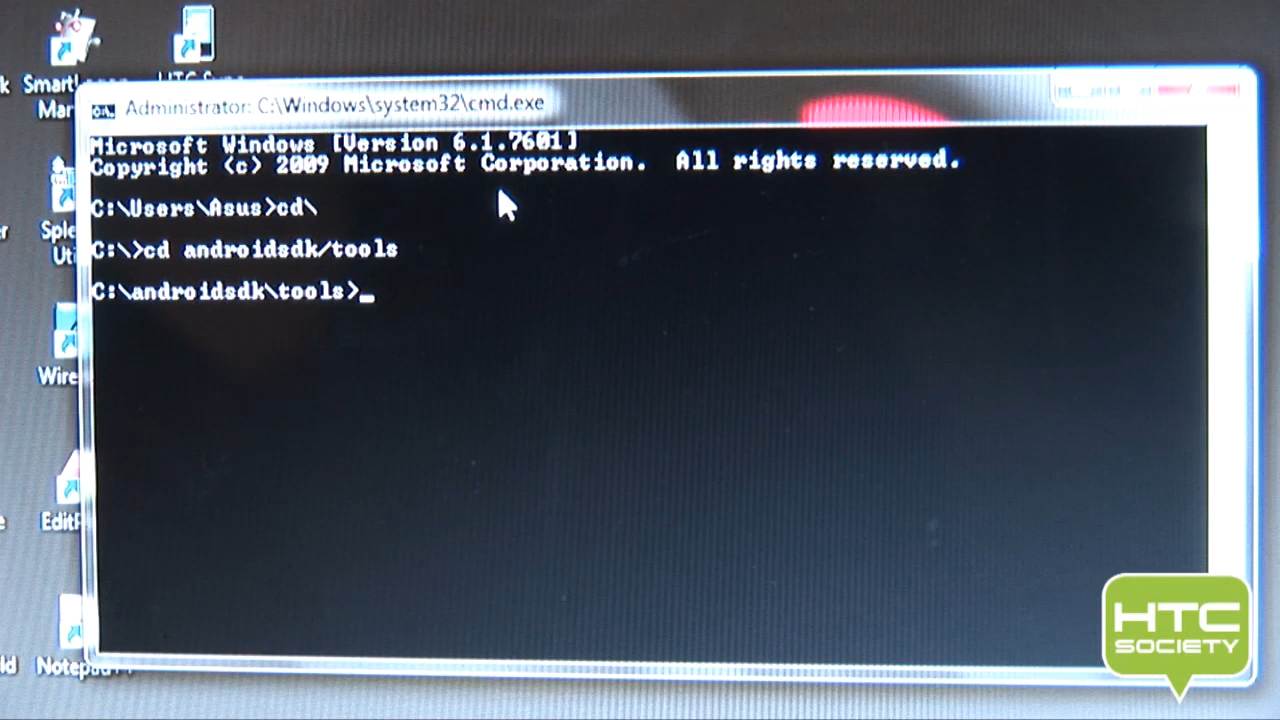 Administrator: C:\Windows\system32\cmd.exe
Microsoft Windows [Version 6.1.7601]
Copyright (c) 2009 Microsoft Corporation.  All rights reserved.
C:\Users\Asus>cd\
C:\>cd androidsdk/tools
C:\androidsdk\tools>_
HTC
SOCIETY